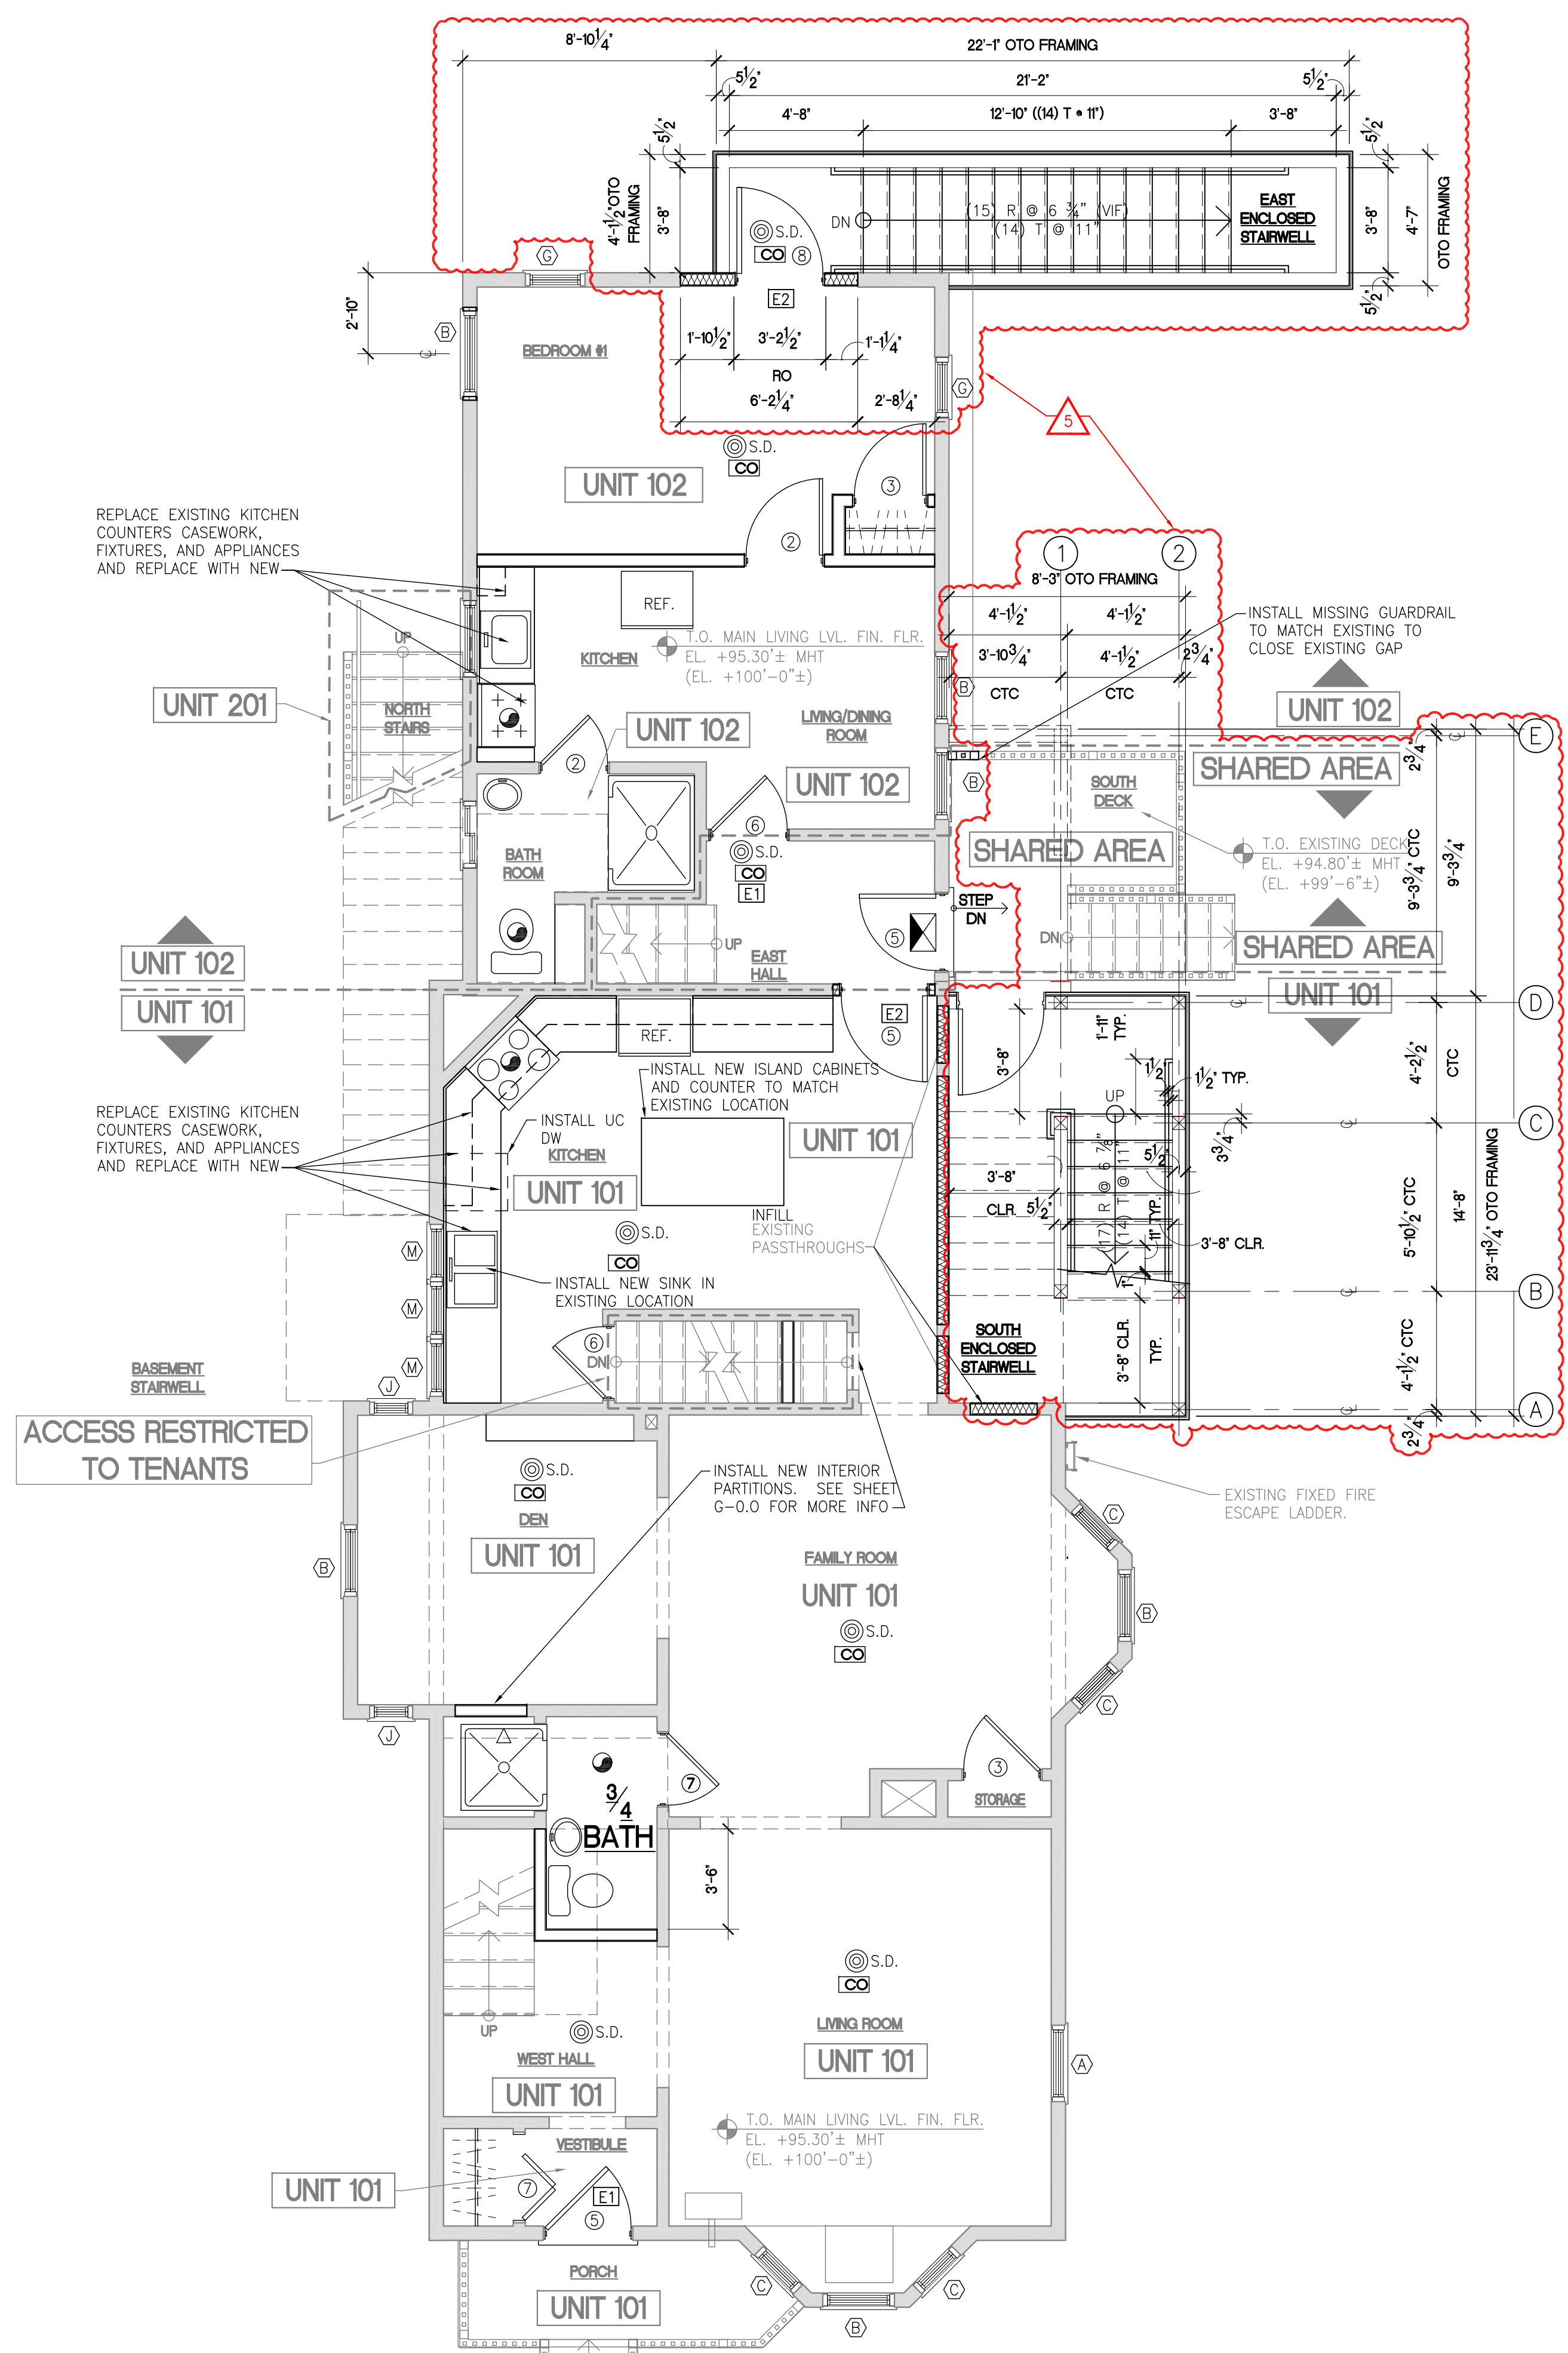 8'-10 1/4"
22'-1" OTO FRAMING
5 1/2"
21'-2"
5 1/2"
4'-8"
12'-10" ((14) T @ 11")
3'-8"
5 1/2"
5 1/2"
4'-1 1/2" OTO
FRAMING
3'-8"
DN
(15) R @ 6 3/4" (VIF)
(14) T @ 11"
EAST
ENCLOSED
STAIRWELL
3'-8"
4'-7"
OTO FRAMING
5 1/2"
S.D.
CO
8
G
E2
2'-10"
B
BEDROOM #1
1'-10 1/2"
3'-2 1/2"
1'-1 1/4"
RO
6'-2 1/4"
2'-8 1/4"
G
5
S.D.
CO
UNIT 102
3
2
REPLACE EXISTING KITCHEN
COUNTERS CASEWORK,
FIXTURES, AND APPLIANCES
AND REPLACE WITH NEW
1
2
8'-3" OTO FRAMING
4'-1 1/2"
4'-1 1/2"
3'-10 3/4"
4'-1 1/2"
2 3/4"
CTC
CTC
INSTALL MISSING GUARDRAIL
TO MATCH EXISTING TO
CLOSE EXISTING GAP
REF.
UP
T.O. MAIN LIVING LVL. FIN. FLR.
EL. +95.30'± MHT
(EL. +100'-0"±)
KITCHEN
B
UNIT 102
UNIT 201
NORTH
STAIRS
UNIT 102
LIVING/DINING
ROOM
E
2 3/4"
SHARED AREA
2
UNIT 102
B
SOUTH
DECK
6
S.D.
CO
E1
SHARED AREA
T.O. EXISTING DECK
EL. +94.80'± MHT
(EL. +99'-6"±)
9'-3 3/4" CTC
9'-3 3/4"
BATH
ROOM
STEP
DN
5
UP
DN
SHARED AREA
EAST
HALL
UNIT 102
UNIT 101
UNIT 101
D
REF.
E2
5
3'-8"
1'-11"
TYP.
1 1/2"
1 1/2" TYP.
4'-2 1/2"
CTC
INSTALL NEW ISLAND CABINETS
AND COUNTER TO MATCH
EXISTING LOCATION
UP
REPLACE EXISTING KITCHEN
COUNTERS CASEWORK,
FIXTURES, AND APPLIANCES
AND REPLACE WITH NEW
INSTALL UC
DW
KITCHEN
UNIT 101
UNIT 101
3 3/4"
C
5 1/2"
3'-8"
CLR.
5 1/2"
(17) R @ 6 7/8"
(14) T @ 11"
11" TYP.
1"
3'-8" CLR.
5'-10 1/2" CTC
14'-8"
23'-11 3/4" OTO FRAMING
INFILL
EXISTING
PASSTHROUGHS
S.D.
CO
M
M
M
INSTALL NEW SINK IN
EXISTING LOCATION
B
6
DN
SOUTH
ENCLOSED
STAIRWELL
3'-8" CLR.
TYP.
4'-1 1/2" CTC
BASEMENT
STAIRWELL
J
A
2 3/4"
ACCESS RESTRICTED
TO TENANTS
S.D.
CO
DEN
UNIT 101
INSTALL NEW INTERIOR
PARTITIONS. SEE SHEET
G-0.0 FOR MORE INFO
EXISTING FIXED FIRE
ESCAPE LADDER.
C
B
FAMILY ROOM
UNIT 101
B
S.D.
CO
C
J
3/4
BATH
7
3
STORAGE
3'-6"
S.D.
CO
UP
S.D.
LIVING ROOM
UNIT 101
WEST HALL
UNIT 101
A
T.O. MAIN LIVING LVL. FIN. FLR.
EL. +95.30'± MHT
(EL. +100'-0"±)
VESTIBULE
UNIT 101
7
E1
5
PORCH
UNIT 101
C
C
B